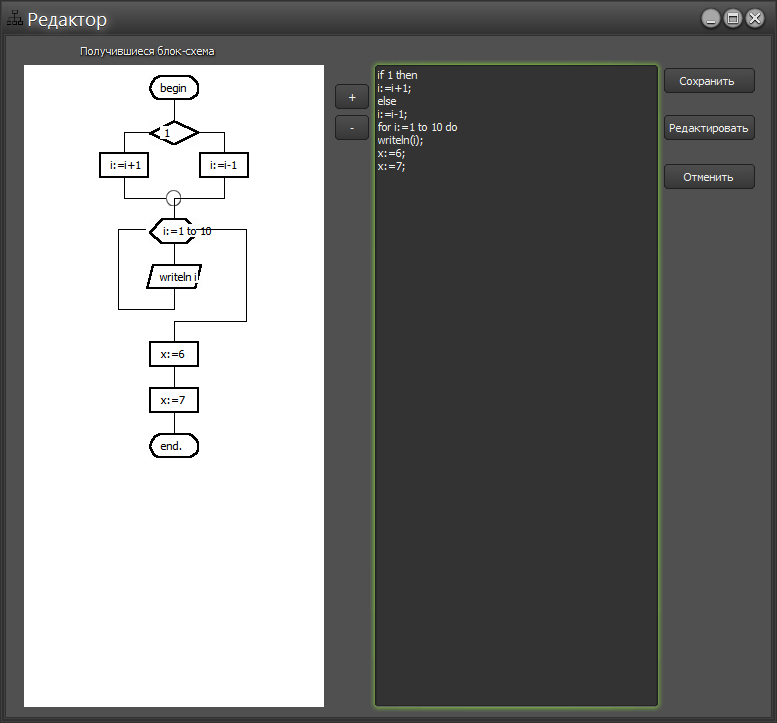 Редактор
Получившиеся блок-схема
begin
1
i:=i+1
i:=i-1
i:=1 to 10
writeln i
x:=6
x:=7
end.
+
-
if 1 then
i:=i+1;
else
i:=i-1;
for i:=1 to 10 do
writeln(i);
x:=6;
x:=7;
Сохранить
Редактировать
Отменить